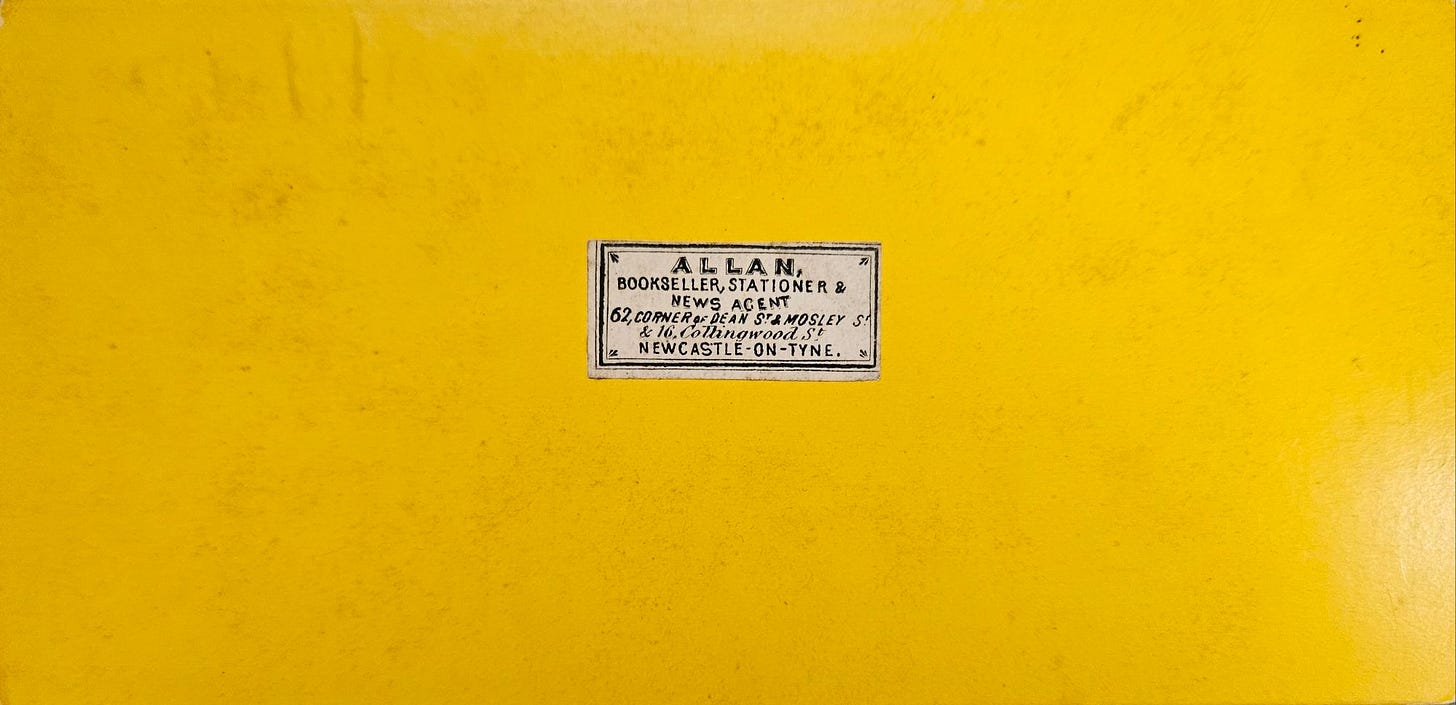 ALLAN,
BOOKSELLER, STATIONER &
NEWS AGENT
62, CORNER OF DEAN ST & MOSLEY ST
& 16, Collingwood St
NEWCASTLE-ON-TYNE.